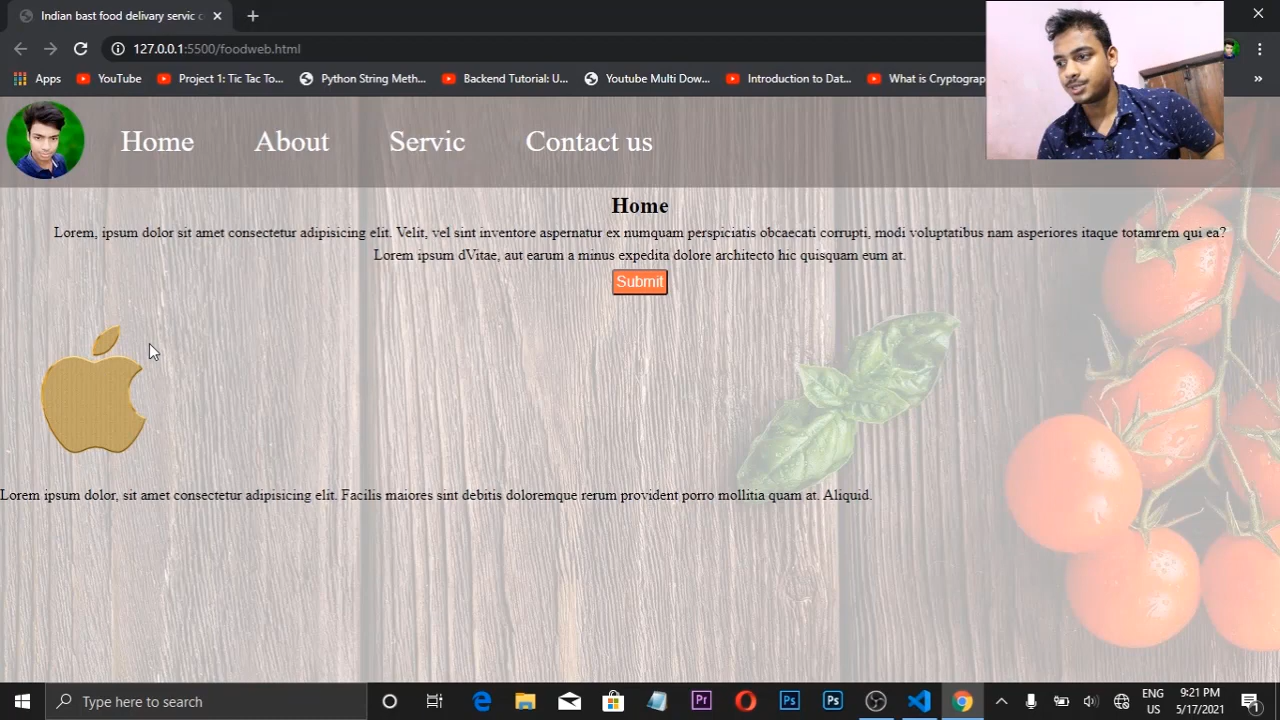 Indian bast food delivary servic c
127.0.0.1:5500/foodweb.html
Apps YouTube Project 1: Tic Tac To... Python String Meth... Backend Tutorial: U... Youtube Multi Dow... Introduction to Dat... What is Cryptograp »
Home About Servic Contact us
Home
Lorem, ipsum dolor sit amet consectetur adipisicing elit. Velit, vel sint inventore aspernatur ex numquam perspiciatis obcaecati corrupti, modi voluptatibus nam asperiores itaque totamrem qui ea?
Lorem ipsum dVitae, aut earum a minus expedita dolore architecto hic quisquam eum at.
Submit
Lorem ipsum dolor, sit amet consectetur adipisicing elit. Facilis maiores sint debitis doloremque rerum provident porro mollitia quam at. Aliquid.
Type here to search Pr Ps Ps ENG 9:21 PM
US 5/17/2021 1